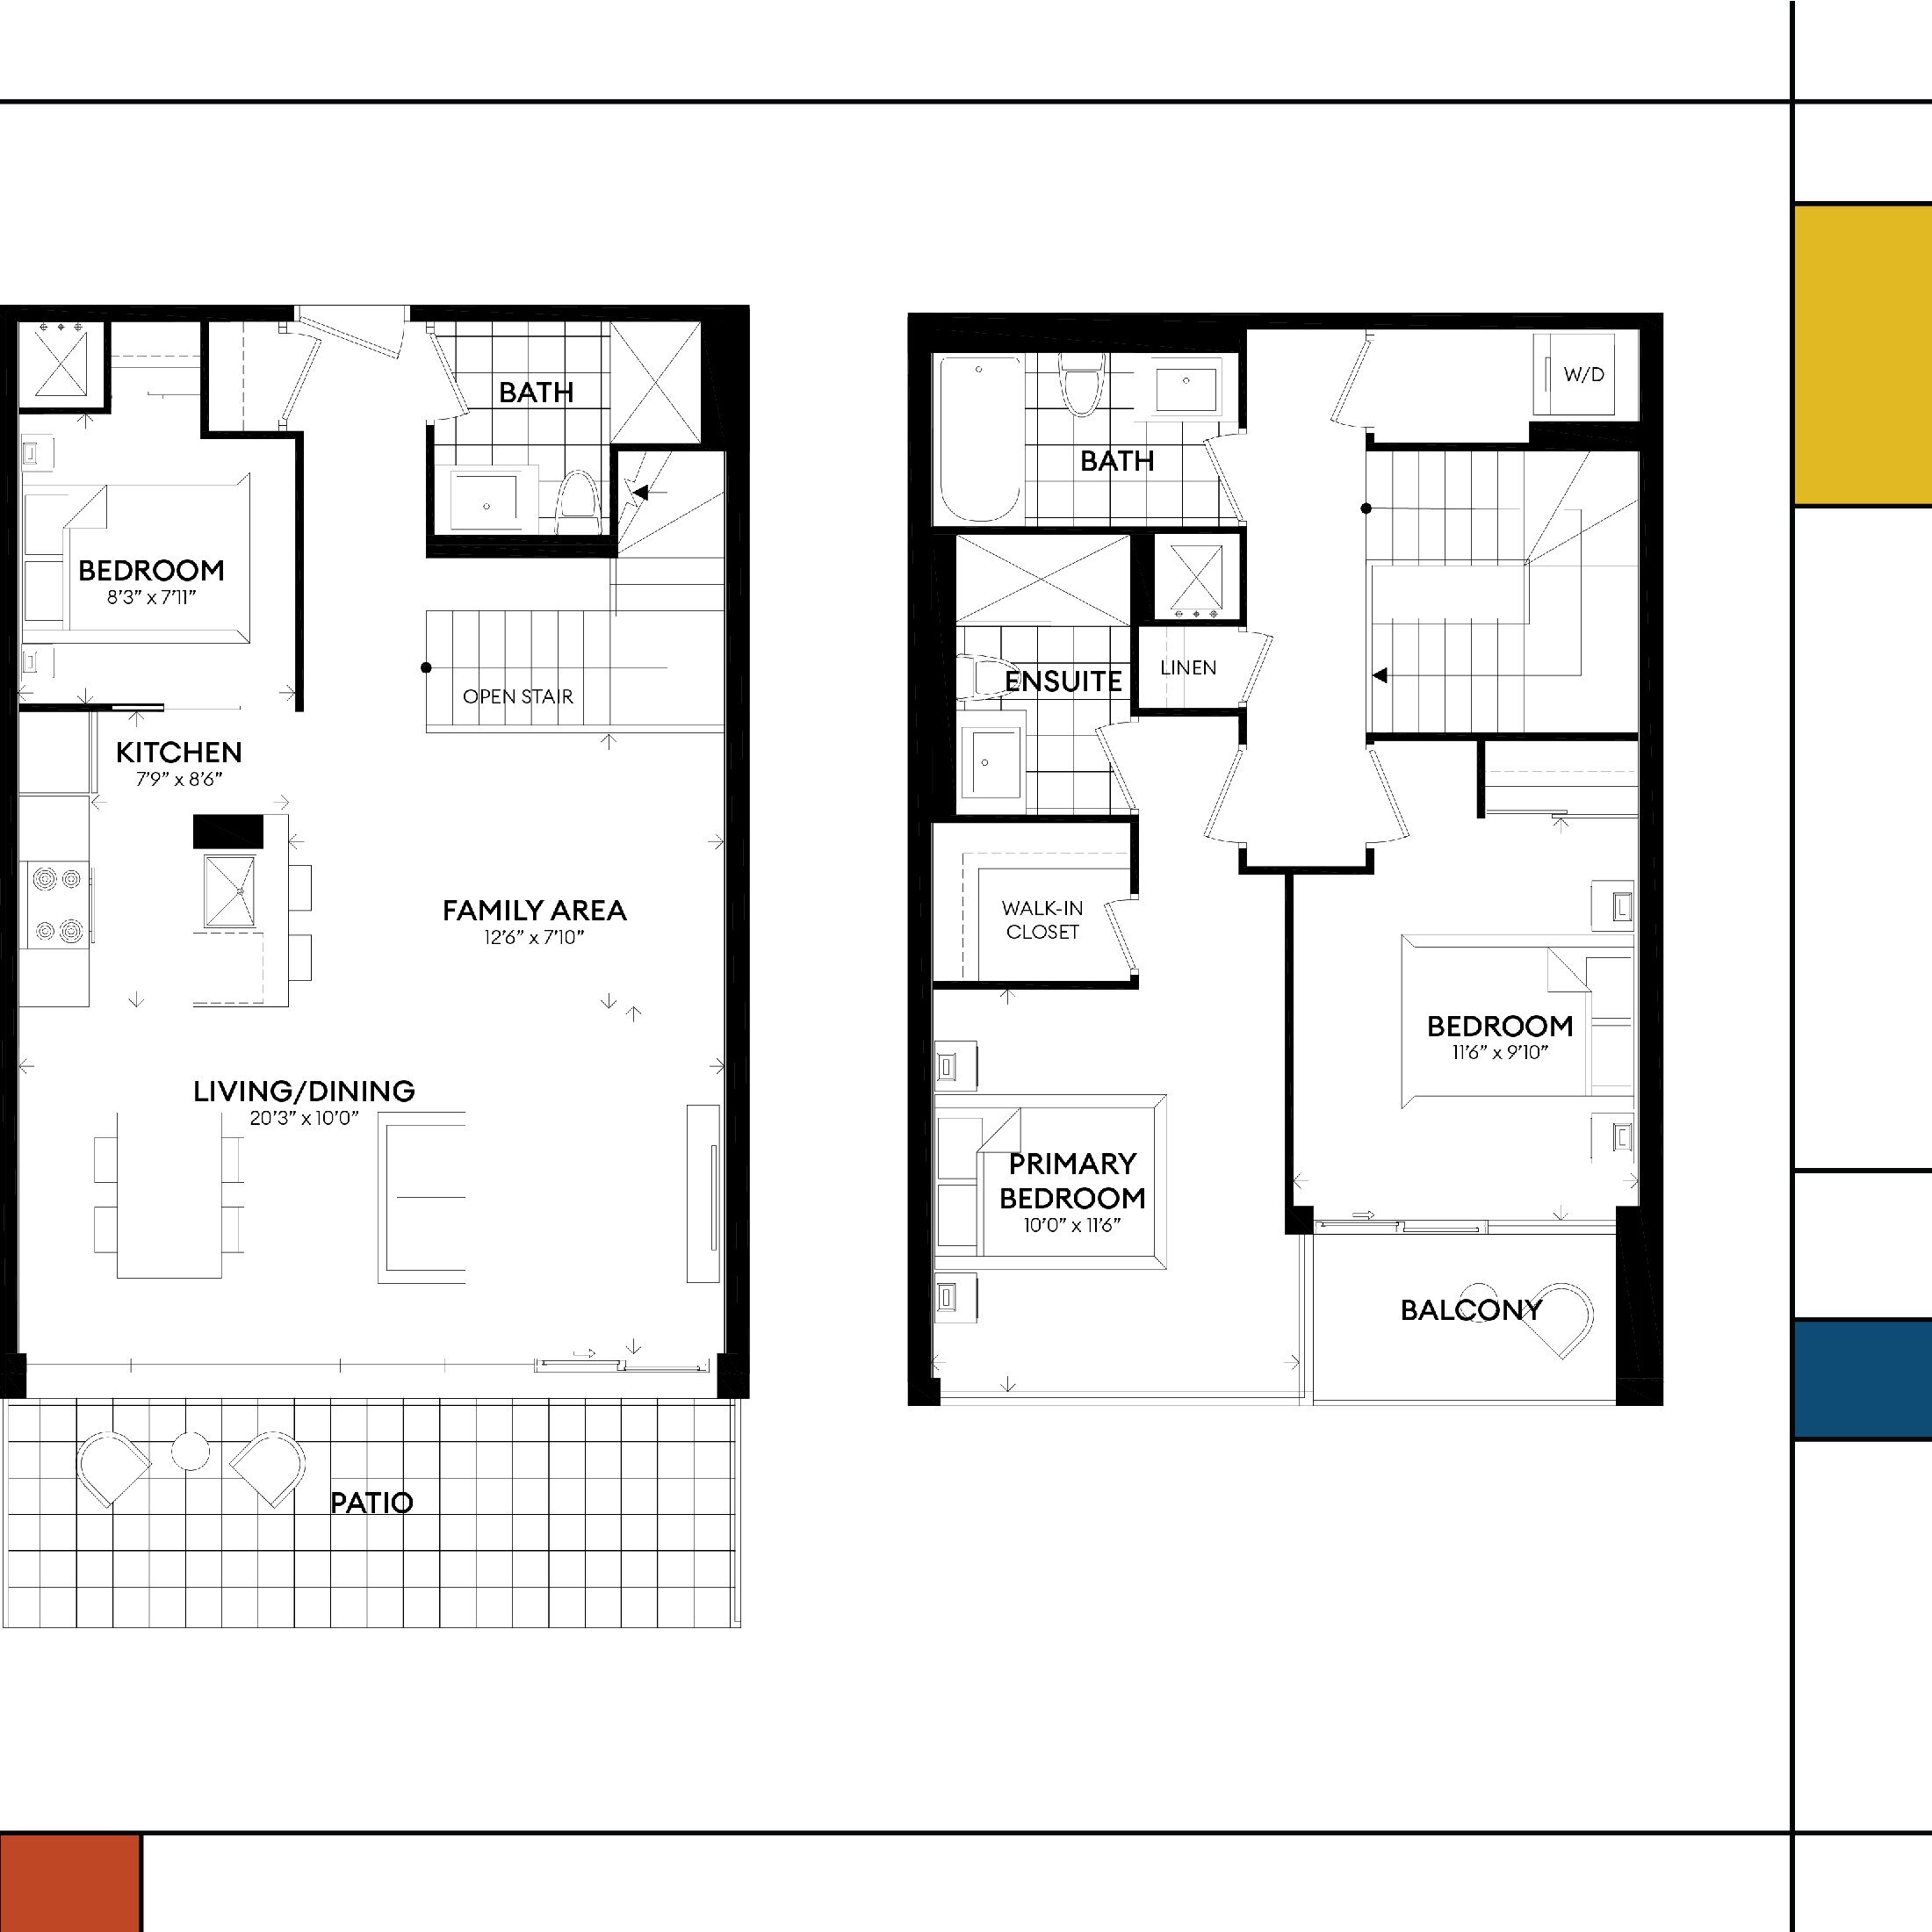 BATH
BEDROOM
8'3" x 7'11"
OPEN STAIR
KITCHEN
7'9" x 8'6"
FAMILY AREA
12'6" x 7'10"
LIVING/DINING
20'3" x 10'0"
PATIO
W/D
BATH
LINEN
ENSUITE
WALK-IN
CLOSET
BEDROOM
11'6" x 9'10"
PRIMARY
BEDROOM
10'0" x 11'6"
BALCONY